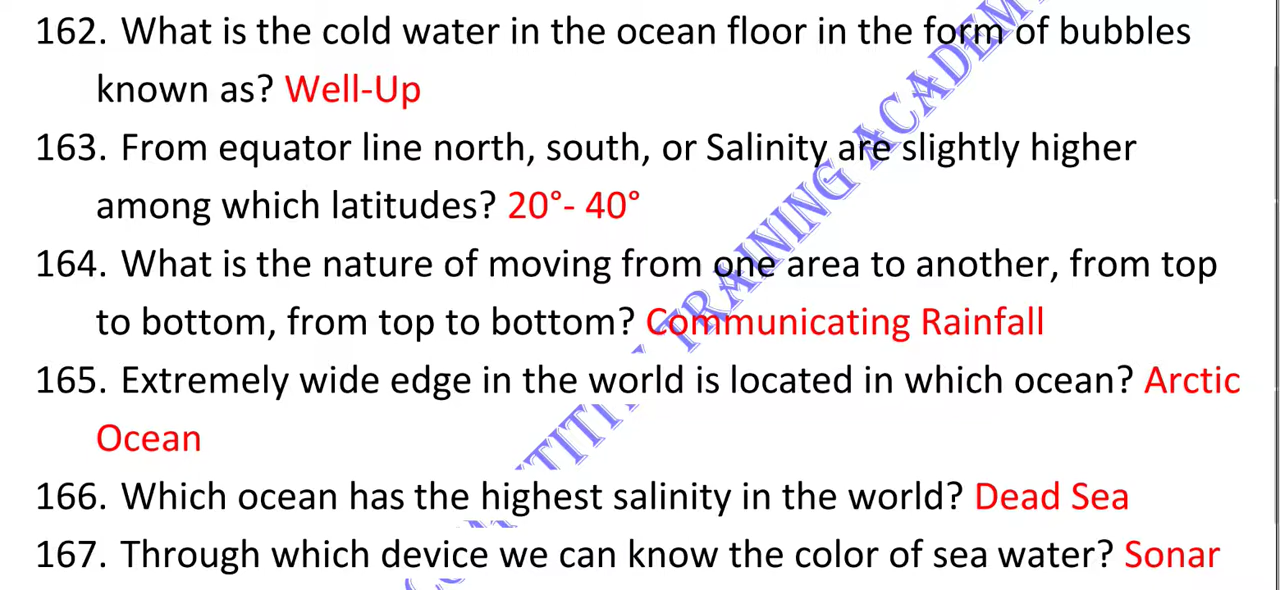 162. What is the cold water in the ocean floor in the form of bubbles
known as? Well-Up
163. From equator line north, south, or Salinity are slightly higher
among which latitudes? 20°- 40°
164. What is the nature of moving from one area to another, from top
to bottom, from top to bottom? Communicating Rainfall
165. Extremely wide edge in the world is located in which ocean? Arctic
Ocean
166. Which ocean has the highest salinity in the world? Dead Sea
167. Through which device we can know the color of sea water? Sonar
TRAINING ACADEMY